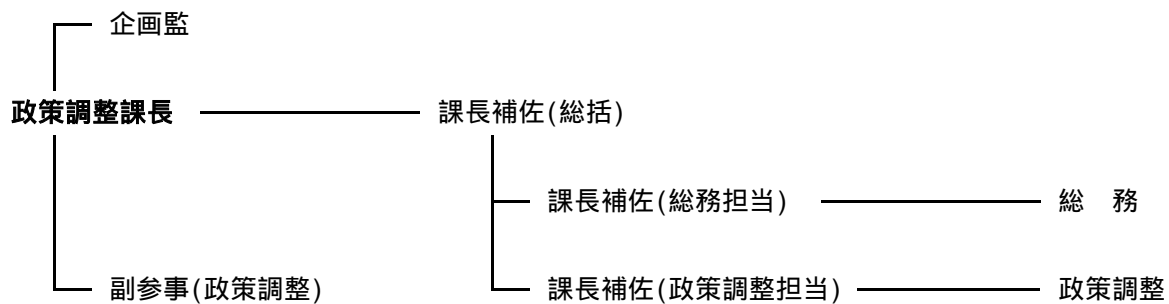 企画監
政策調整課長 課長補佐(総括)
課長補佐(総務担当) 総　務
副参事(政策調整) 課長補佐(政策調整担当) 政策調整